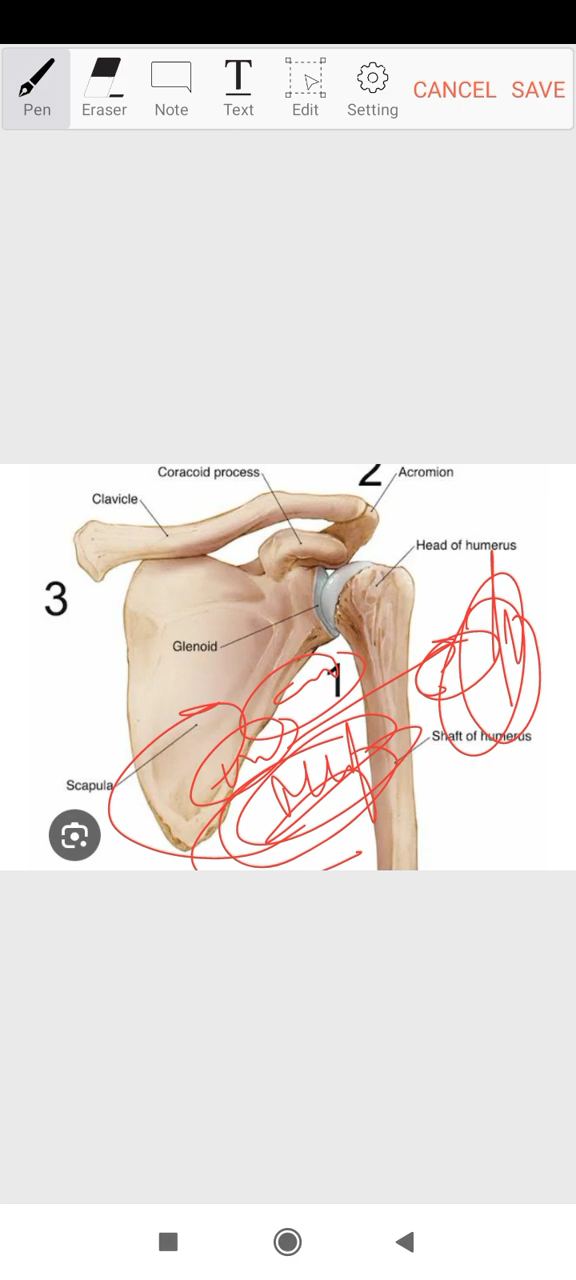 Pen Eraser Note Text Edit Setting CANCEL SAVE
Coracoid process 2 Acromion
Clavicle
Head of humerus
3
Glenoid
1
Shaft of humerus
Scapula